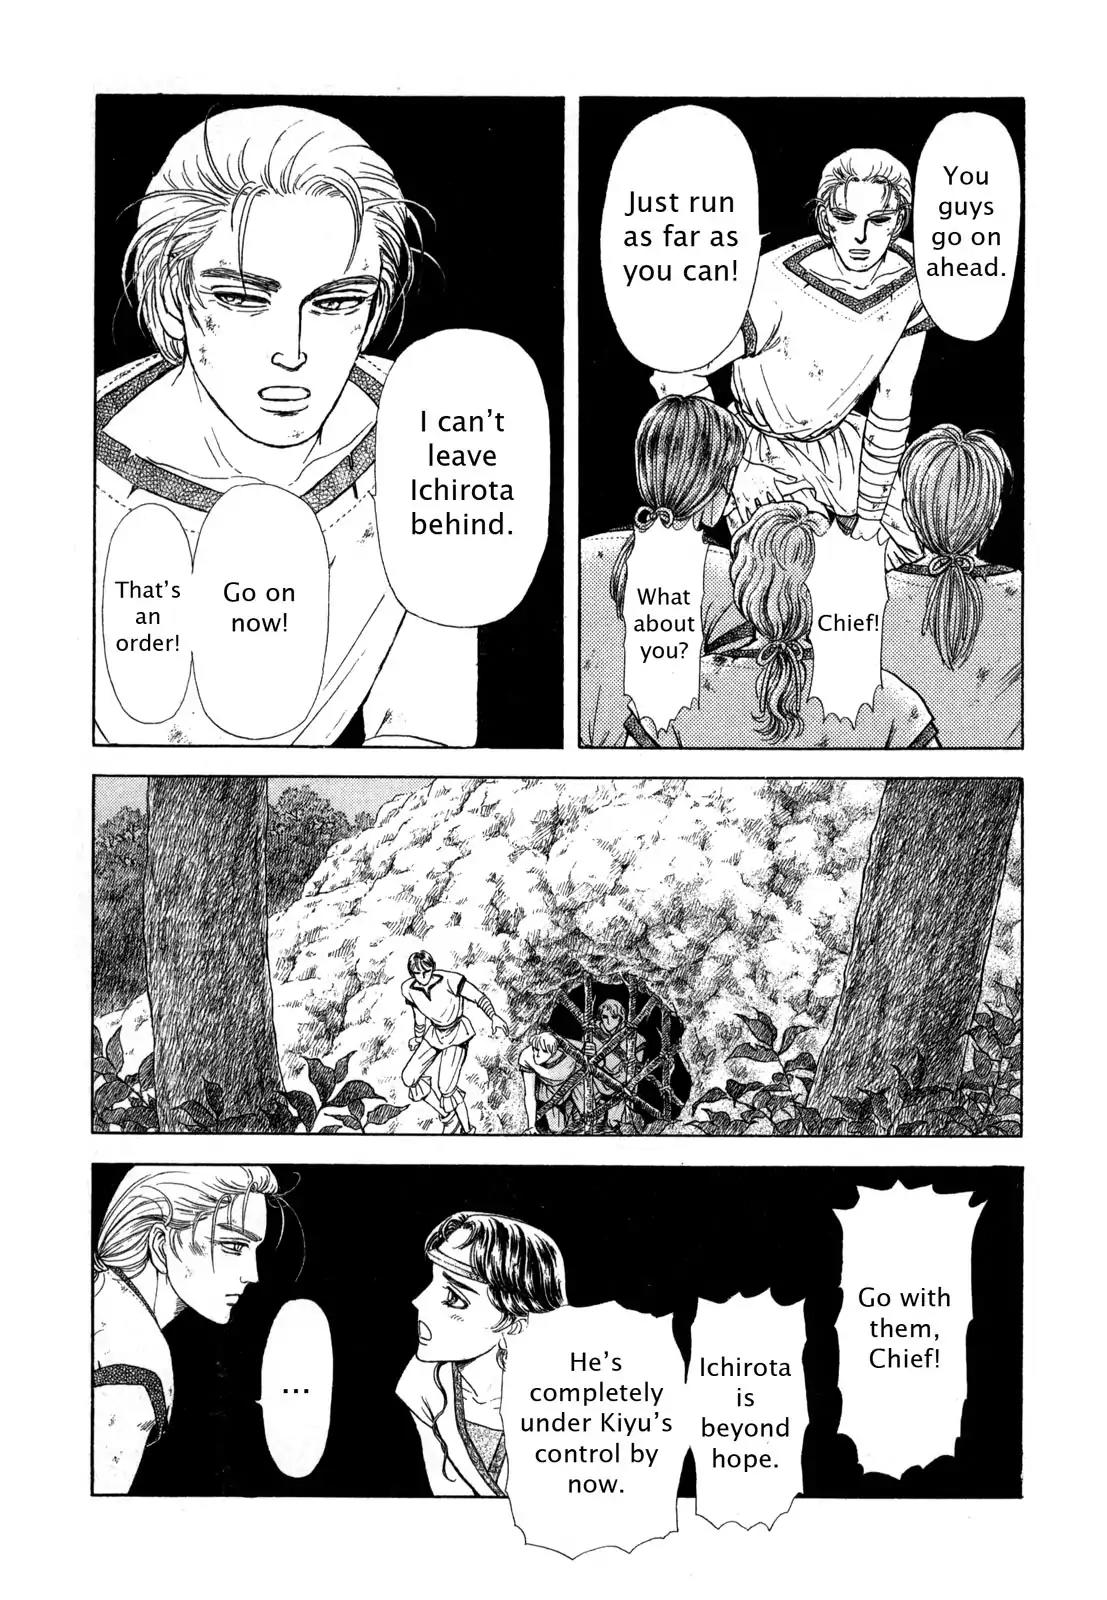 You
guys
go on
ahead.
Just run
as far as
you can!
Chief!
What
about
you?
I can't
leave
Ichirota
behind.
Go on
now!
That's
an
order!
Go with
them,
Chief!
Ichirota
is
beyond
hope.
He's
completely
under Kiyu's
control by
now.
...